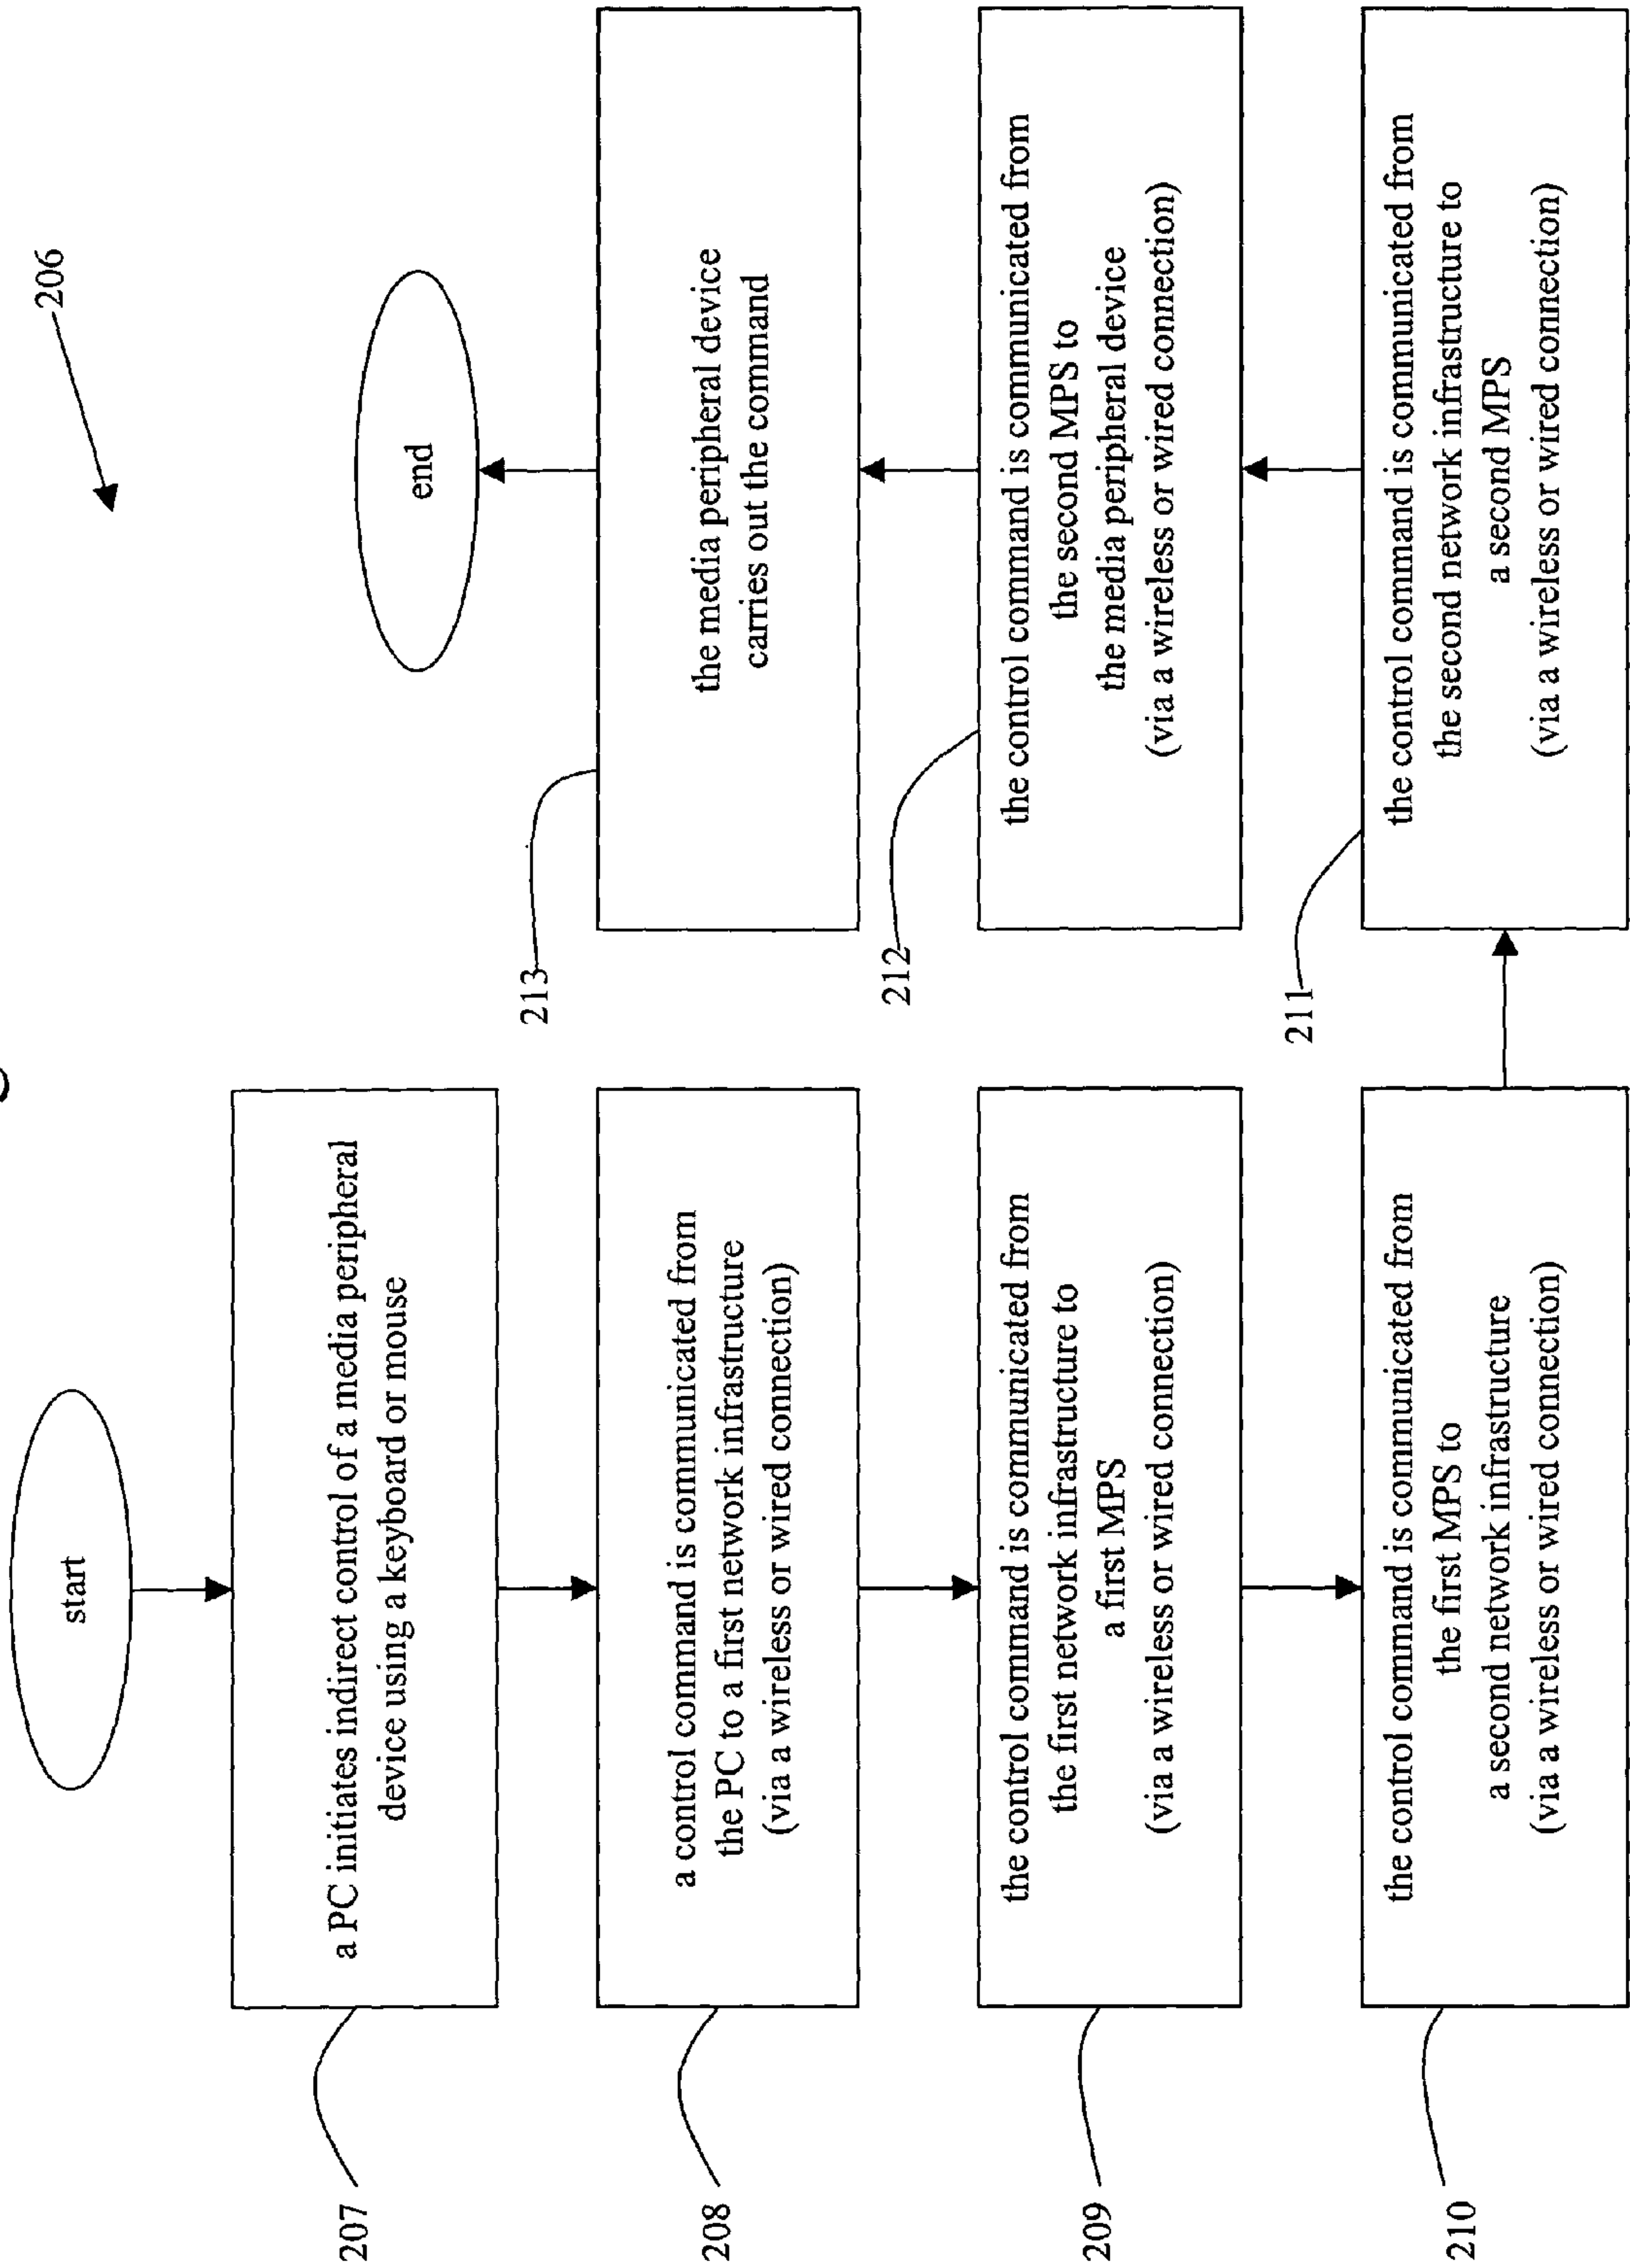 206
start
207
a PC initiates indirect control of a media peripheral
device using a keyboard or mouse
208
a control command is communicated from
the PC to a first network infrastructure
(via a wireless or wired connection)
209
the control command is communicated from
the first network infrastructure to
a first MPS
(via a wireless or wired connection)
210
the control command is communicated from
the first MPS to
a second network infrastructure
(via a wireless or wired connection)
211
the control command is communicated from
the second network infrastructure to
a second MPS
(via a wireless or wired connection)
212
the control command is communicated from
the second MPS to
the media peripheral device
(via a wireless or wired connection)
213
the media peripheral device
carries out the command
end